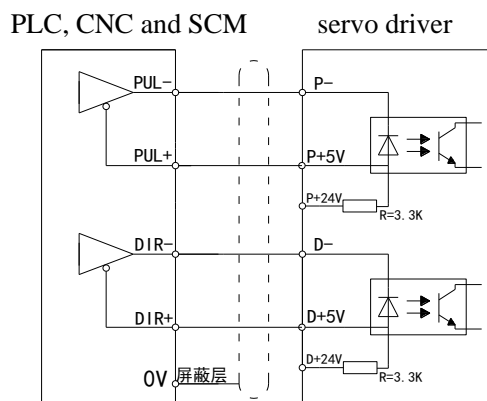 PLC, CNC and SCM servo driver
PUL- P-
PUL+ P+5V
P+24V
R=3.3K
DIR- D-
DIR+ D+5V
D+24V
0V 屏蔽层
R=3.3K